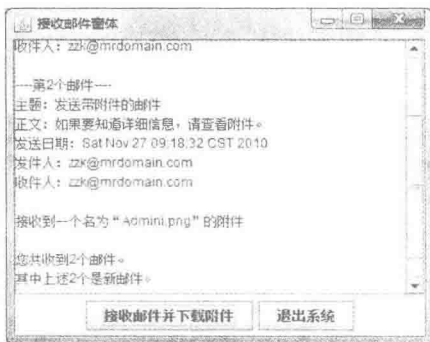 接收邮件窗体
收件人：zzk@mrdomain.com
----第2个邮件----
主题：发送带附件的邮件
正文：如果要知道详细信息，请查看附件。
发送日期：Sat Nov 27 09:18:32 CST 2010
发件人：zzk@mrdomain.com
收件人：zzk@mrdomain.com
接收到一个名为“Admini.png”的附件
您共收到2个邮件。
其中上述2个是新邮件。
接收邮件并下载附件 退出系统